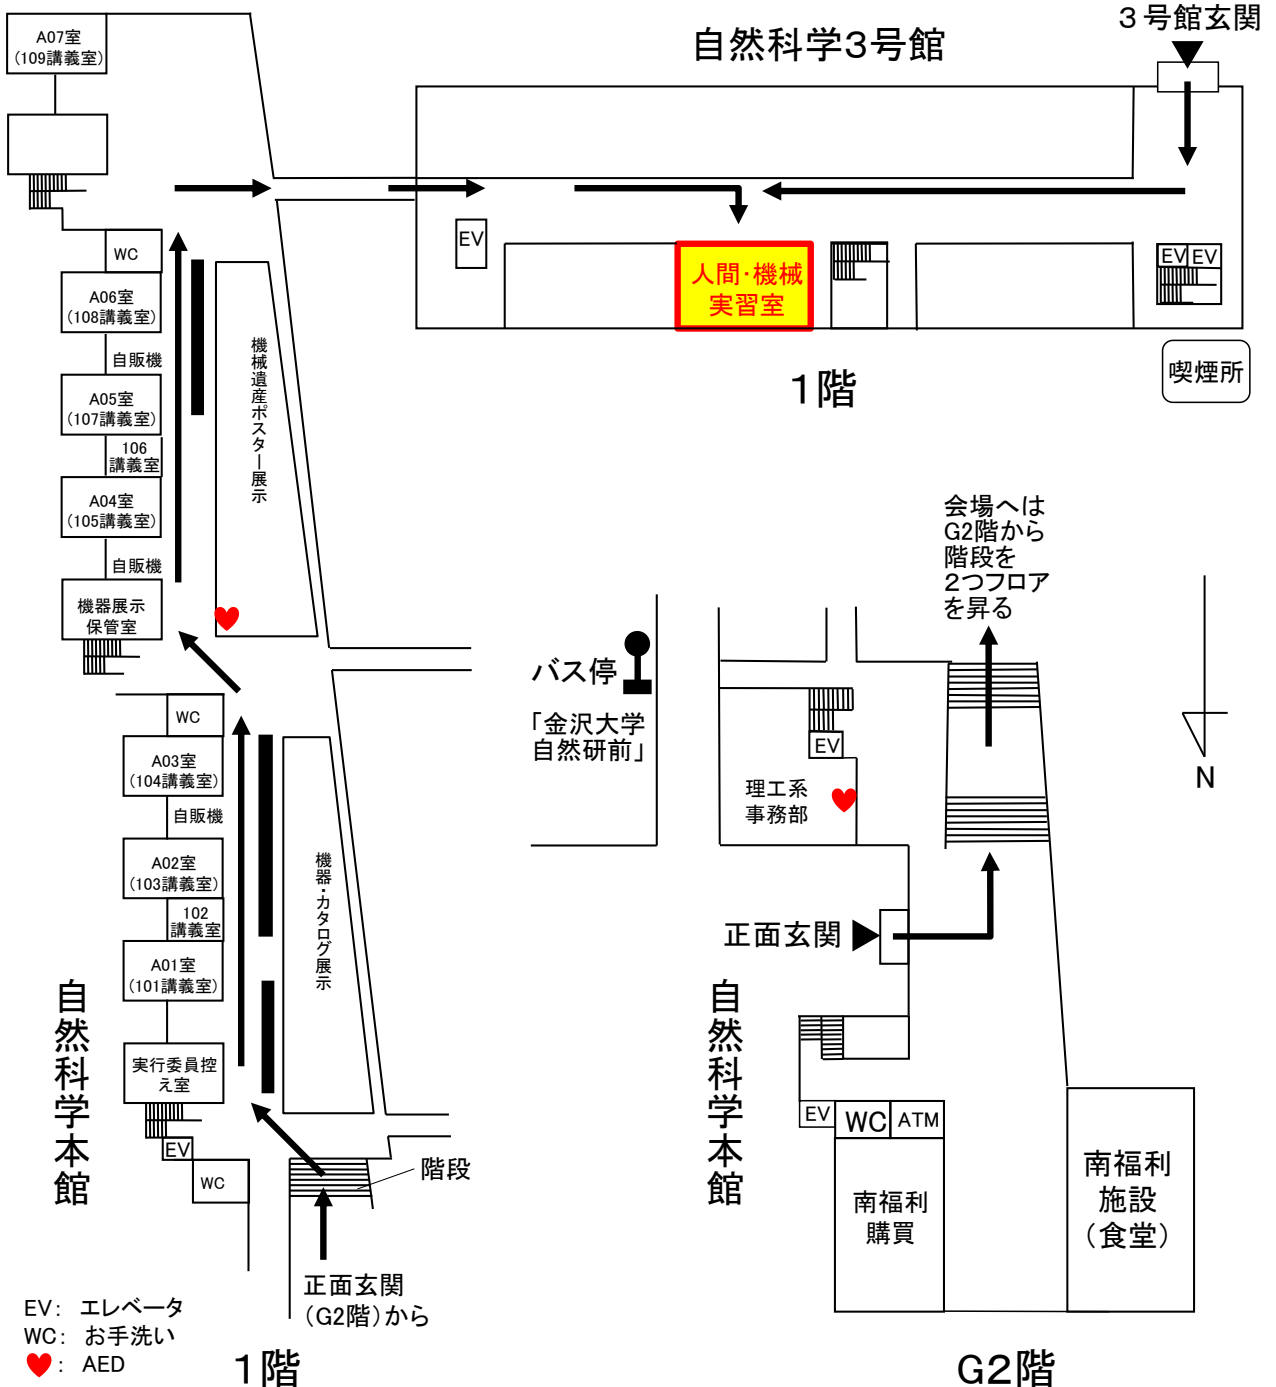 A07室
(109講義室)
WC
A06室
(108講義室)
自販機
A05室
(107講義室)
106
講義室
A04室
(105講義室)
自販機
機器展示
保管室
機械遺産ポスター展示
WC
A03室
(104講義室)
自販機
A02室
(103講義室)
102
講義室
A01室
(101講義室)
実行委員控
え室
EV
WC
機器・カタログ展示
自然科学本館
階段
正面玄関
(G2階)から
EV: エレベータ
WC: お手洗い
: AED
1階
自然科学3号館
3号館玄関
EV
人間・機械
実習室
EV EV
1階
喫煙所
会場へは
G2階から
階段を
2つフロア
を昇る
バス停
「金沢大学
自然研前」
EV
理工系
事務部
N
正面玄関
自然科学本館
EV
WC
ATM
南福利
購買
南福利
施設
(食堂)
G2階